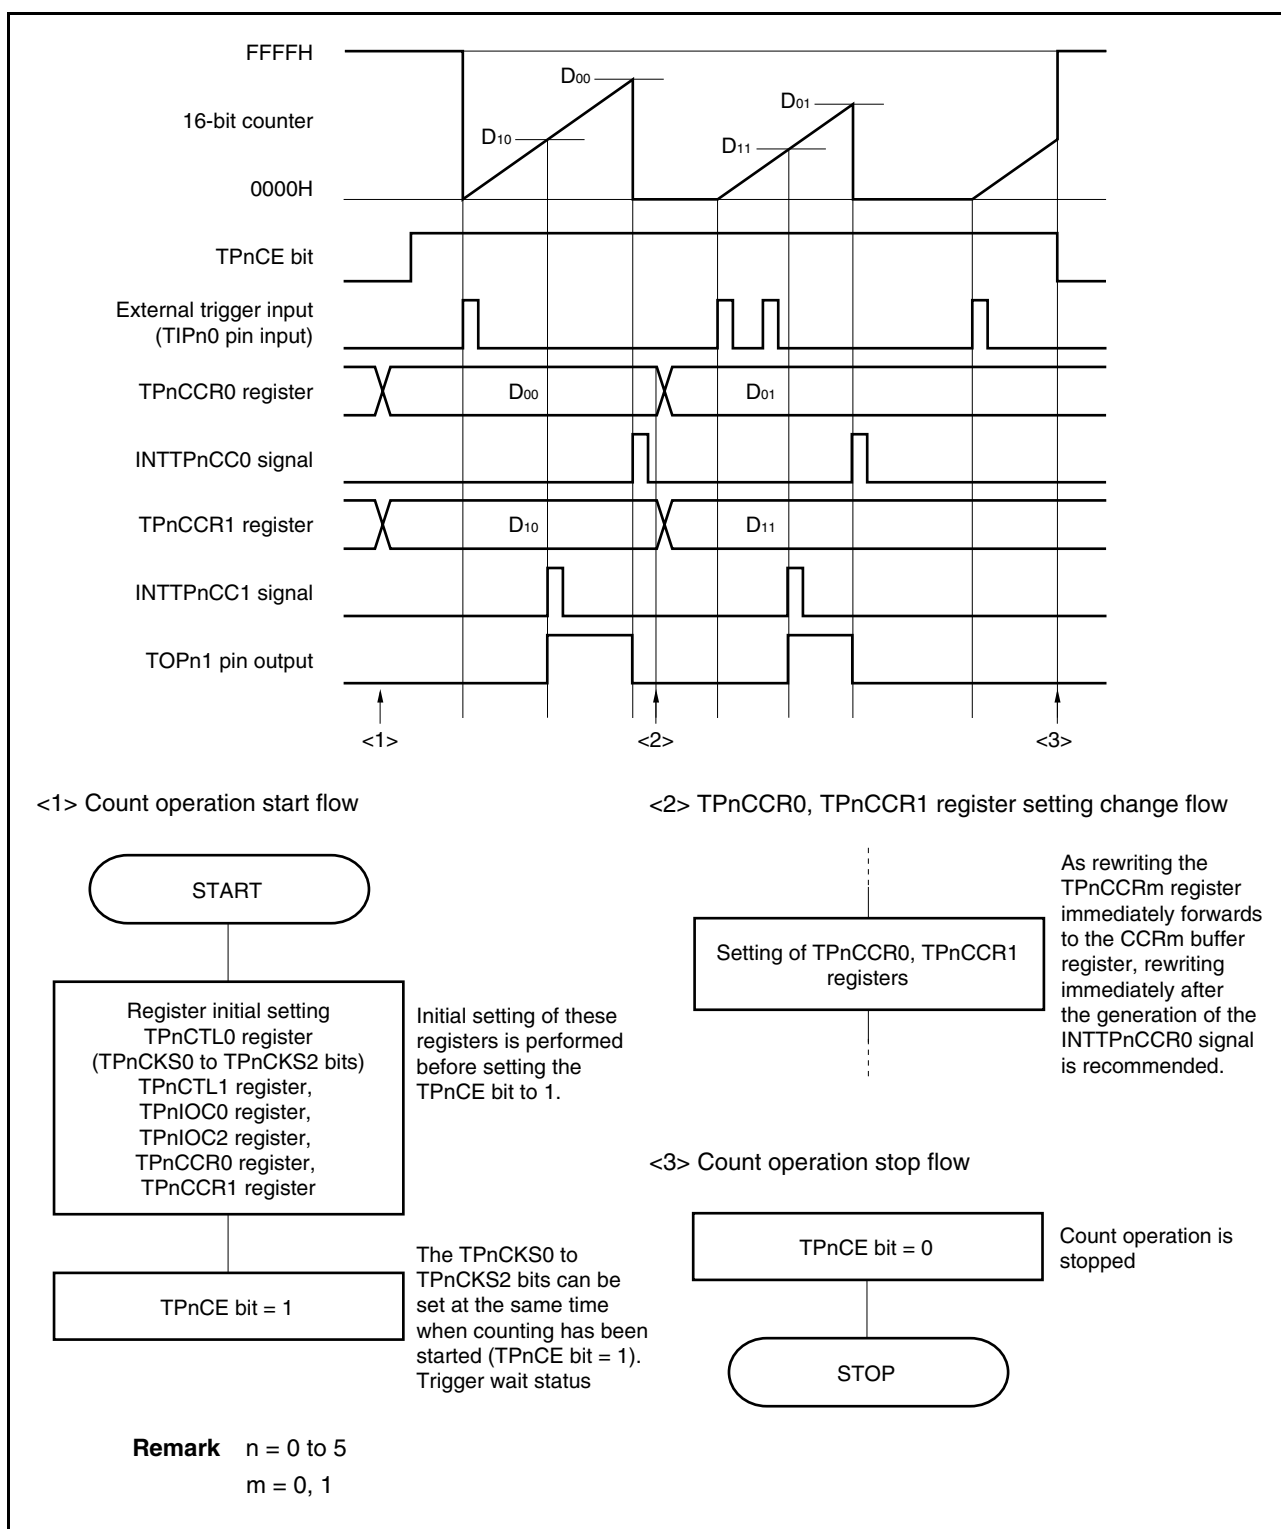 FFFFH
D00
D01
16-bit counter
D10
D11
0000H
TPnCE bit
External trigger input
(TIPn0 pin input)
TPnCCR0 register
D00
D01
INTTPnCC0 signal
TPnCCR1 register
D10
D11
INTTPnCC1 signal
TOPn1 pin output
<1>
<2>
<3>
<1> Count operation start flow
START
Register initial setting
TPnCTL0 register
(TPnCKS0 to TPnCKS2 bits)
TPnCTL1 register,
TPnIOC0 register,
TPnIOC2 register,
TPnCCR0 register,
TPnCCR1 register
Initial setting of these
registers is performed
before setting the
TPnCE bit to 1.
TPnCE bit = 1
The TPnCKS0 to
TPnCKS2 bits can be
set at the same time
when counting has been
started (TPnCE bit = 1).
Trigger wait status
<2> TPnCCR0, TPnCCR1 register setting change flow
Setting of TPnCCR0, TPnCCR1
registers
As rewriting the
TPnCCRm register
immediately forwards
to the CCRm buffer
register, rewriting
immediately after
the generation of the
INTTPnCCR0 signal
is recommended.
<3> Count operation stop flow
TPnCE bit = 0
Count operation is
stopped
STOP
Remark n = 0 to 5
m = 0, 1